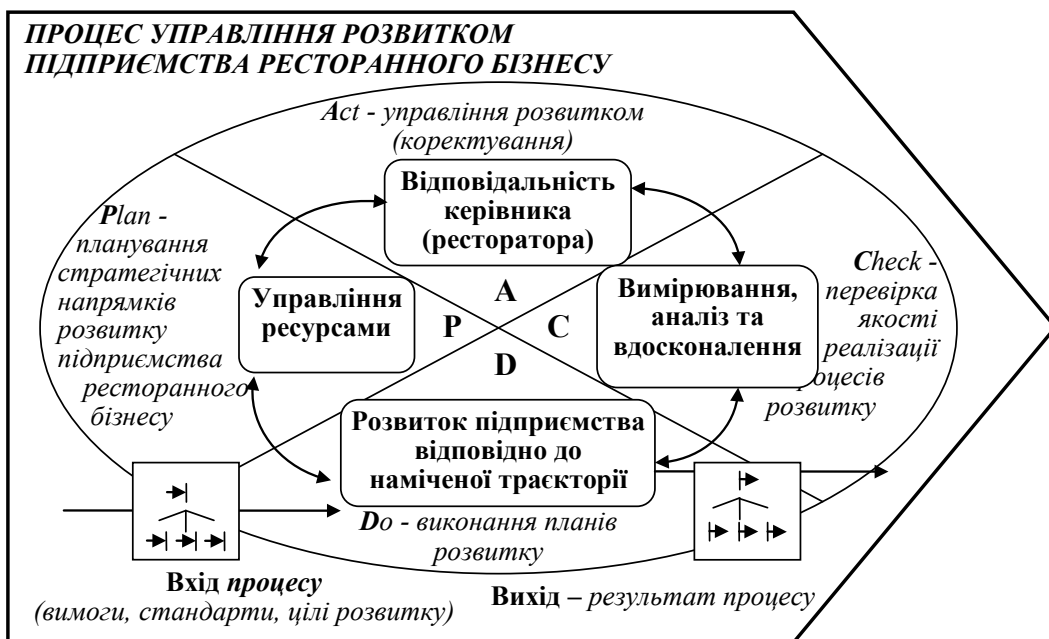 ПРОЦЕС УПРАВЛІННЯ РОЗВИТКОМ
ПІДПРИЄМСТВА РЕСТОРАННОГО БІЗНЕСУ
Act - управління розвитком
(коректування)
Відповідальність
керівника
(ресторатора)
Plan -
планування
стратегічних
напрямків
розвитку
підприємства
ресторанного
бізнесу
Управління
ресурсами
A
P
C
D
Вимірювання,
аналіз та
вдосконалення
Check -
перевірка
якості
реалізації
оцесів
розвитку
Розвиток підприємства
відповідно до
наміченої траєкторії
Do - виконання планів
розвитку
Вхід процесу
(вимоги, стандарти, цілі розвитку)
Вихід – результат процесу